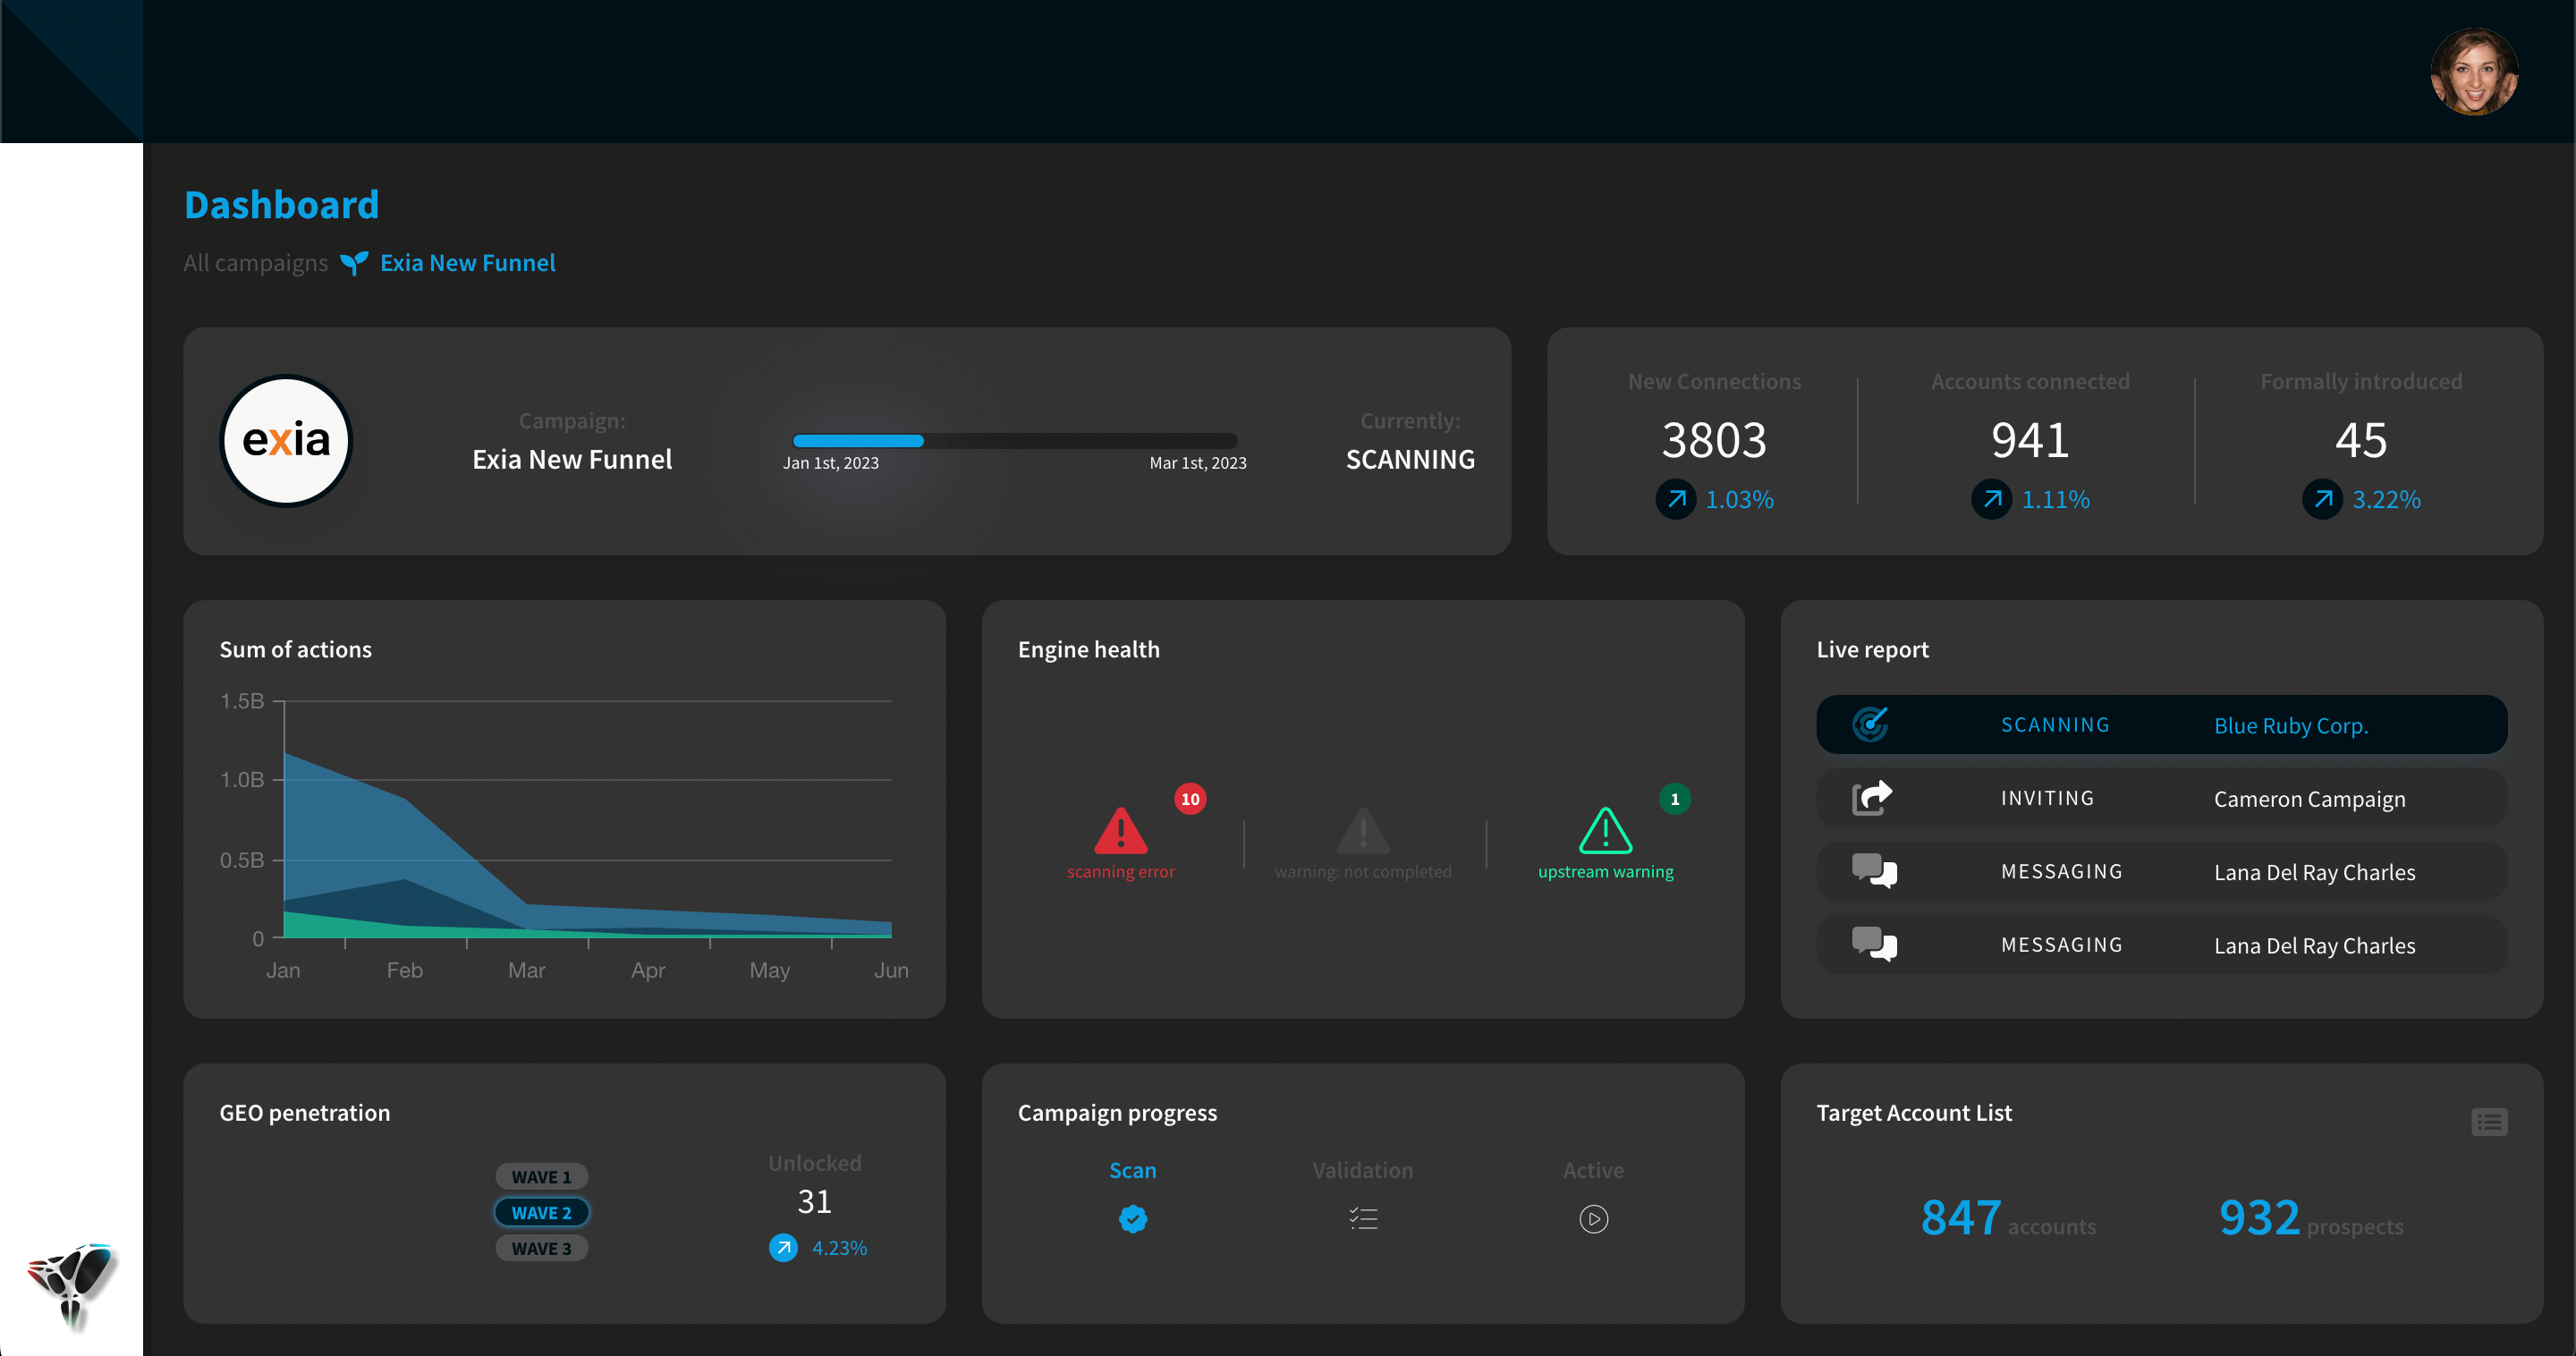 Dashboard
All campaigns Exia New Funnel
exia
Campaign:
Exia New Funnel
Jan 1st, 2023
Mar 1st, 2023
Currently:
SCANNING
New Connections
3803
1.03%
Accounts connected
941
1.11%
Formally introduced
45
3.22%
Sum of actions
1.5B
1.0B
0.5B
0
Jan Feb Mar Apr May Jun
Engine health
10
scanning error
warning: not completed
1
upstream warning
Live report
SCANNING Blue Ruby Corp.
INVITING Cameron Campaign
MESSAGING Lana Del Ray Charles
MESSAGING Lana Del Ray Charles
GEO penetration
WAVE 1
WAVE 2
WAVE 3
Unlocked
31
4.23%
Campaign progress
Scan
Validation
Active
Target Account List
847 accounts
932 prospects